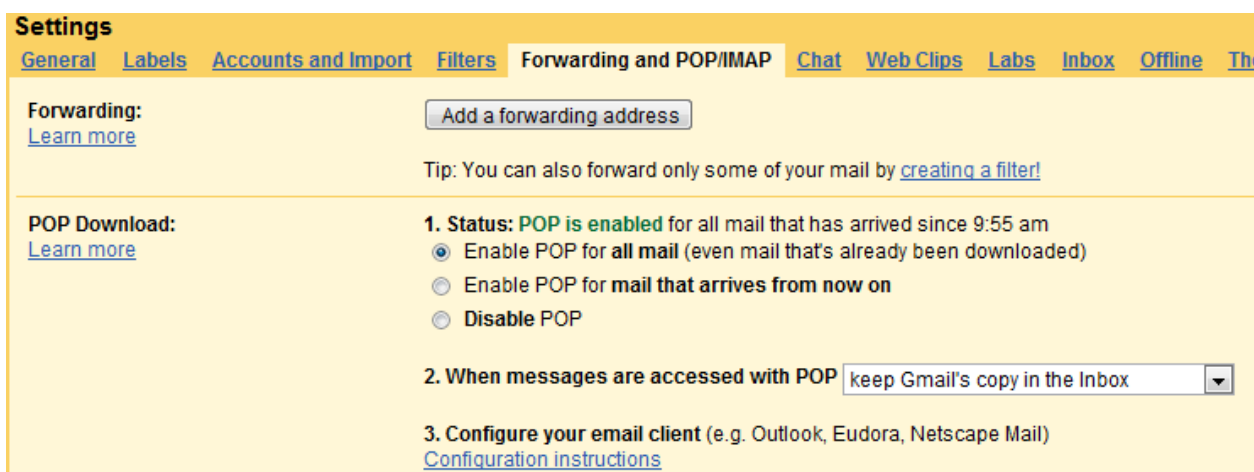 Settings
General Labels Accounts and Import Filters Forwarding and POP/IMAP Chat Web Clips Labs Inbox Offline
Forwarding:
Learn more
Add a forwarding address
Tip: You can also forward only some of your mail by creating a filter!
POP Download:
Learn more
1. Status: POP is enabled for all mail that has arrived since 9:55 am
Enable POP for all mail (even mail that's already been downloaded)
Enable POP for mail that arrives from now on
Disable POP
2. When messages are accessed with POP keep Gmail's copy in the Inbox
3. Configure your email client (e.g. Outlook, Eudora, Netscape Mail)
Configuration instructions